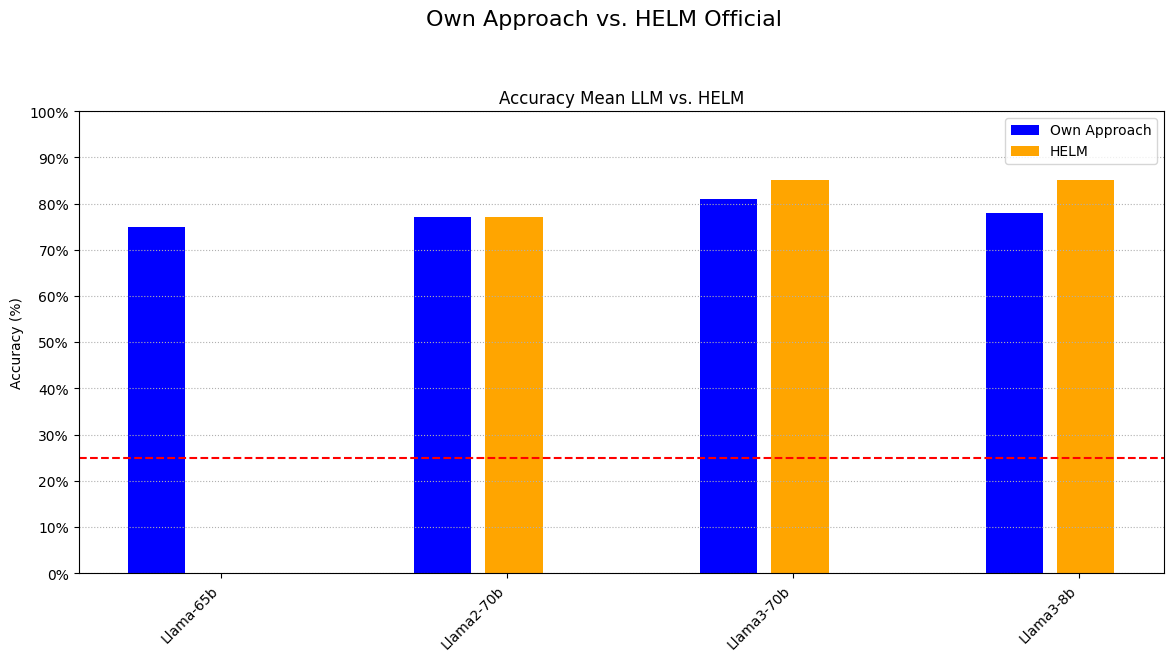 Own Approach vs. HELM Official
Accuracy Mean LLM vs. HELM
Own Approach
HELM
Accuracy (%)
100%
90%
80%
70%
60%
50%
40%
30%
20%
10%
0%
Llama-65b
Llama2-70b
Llama3-70b
Llama3-8b